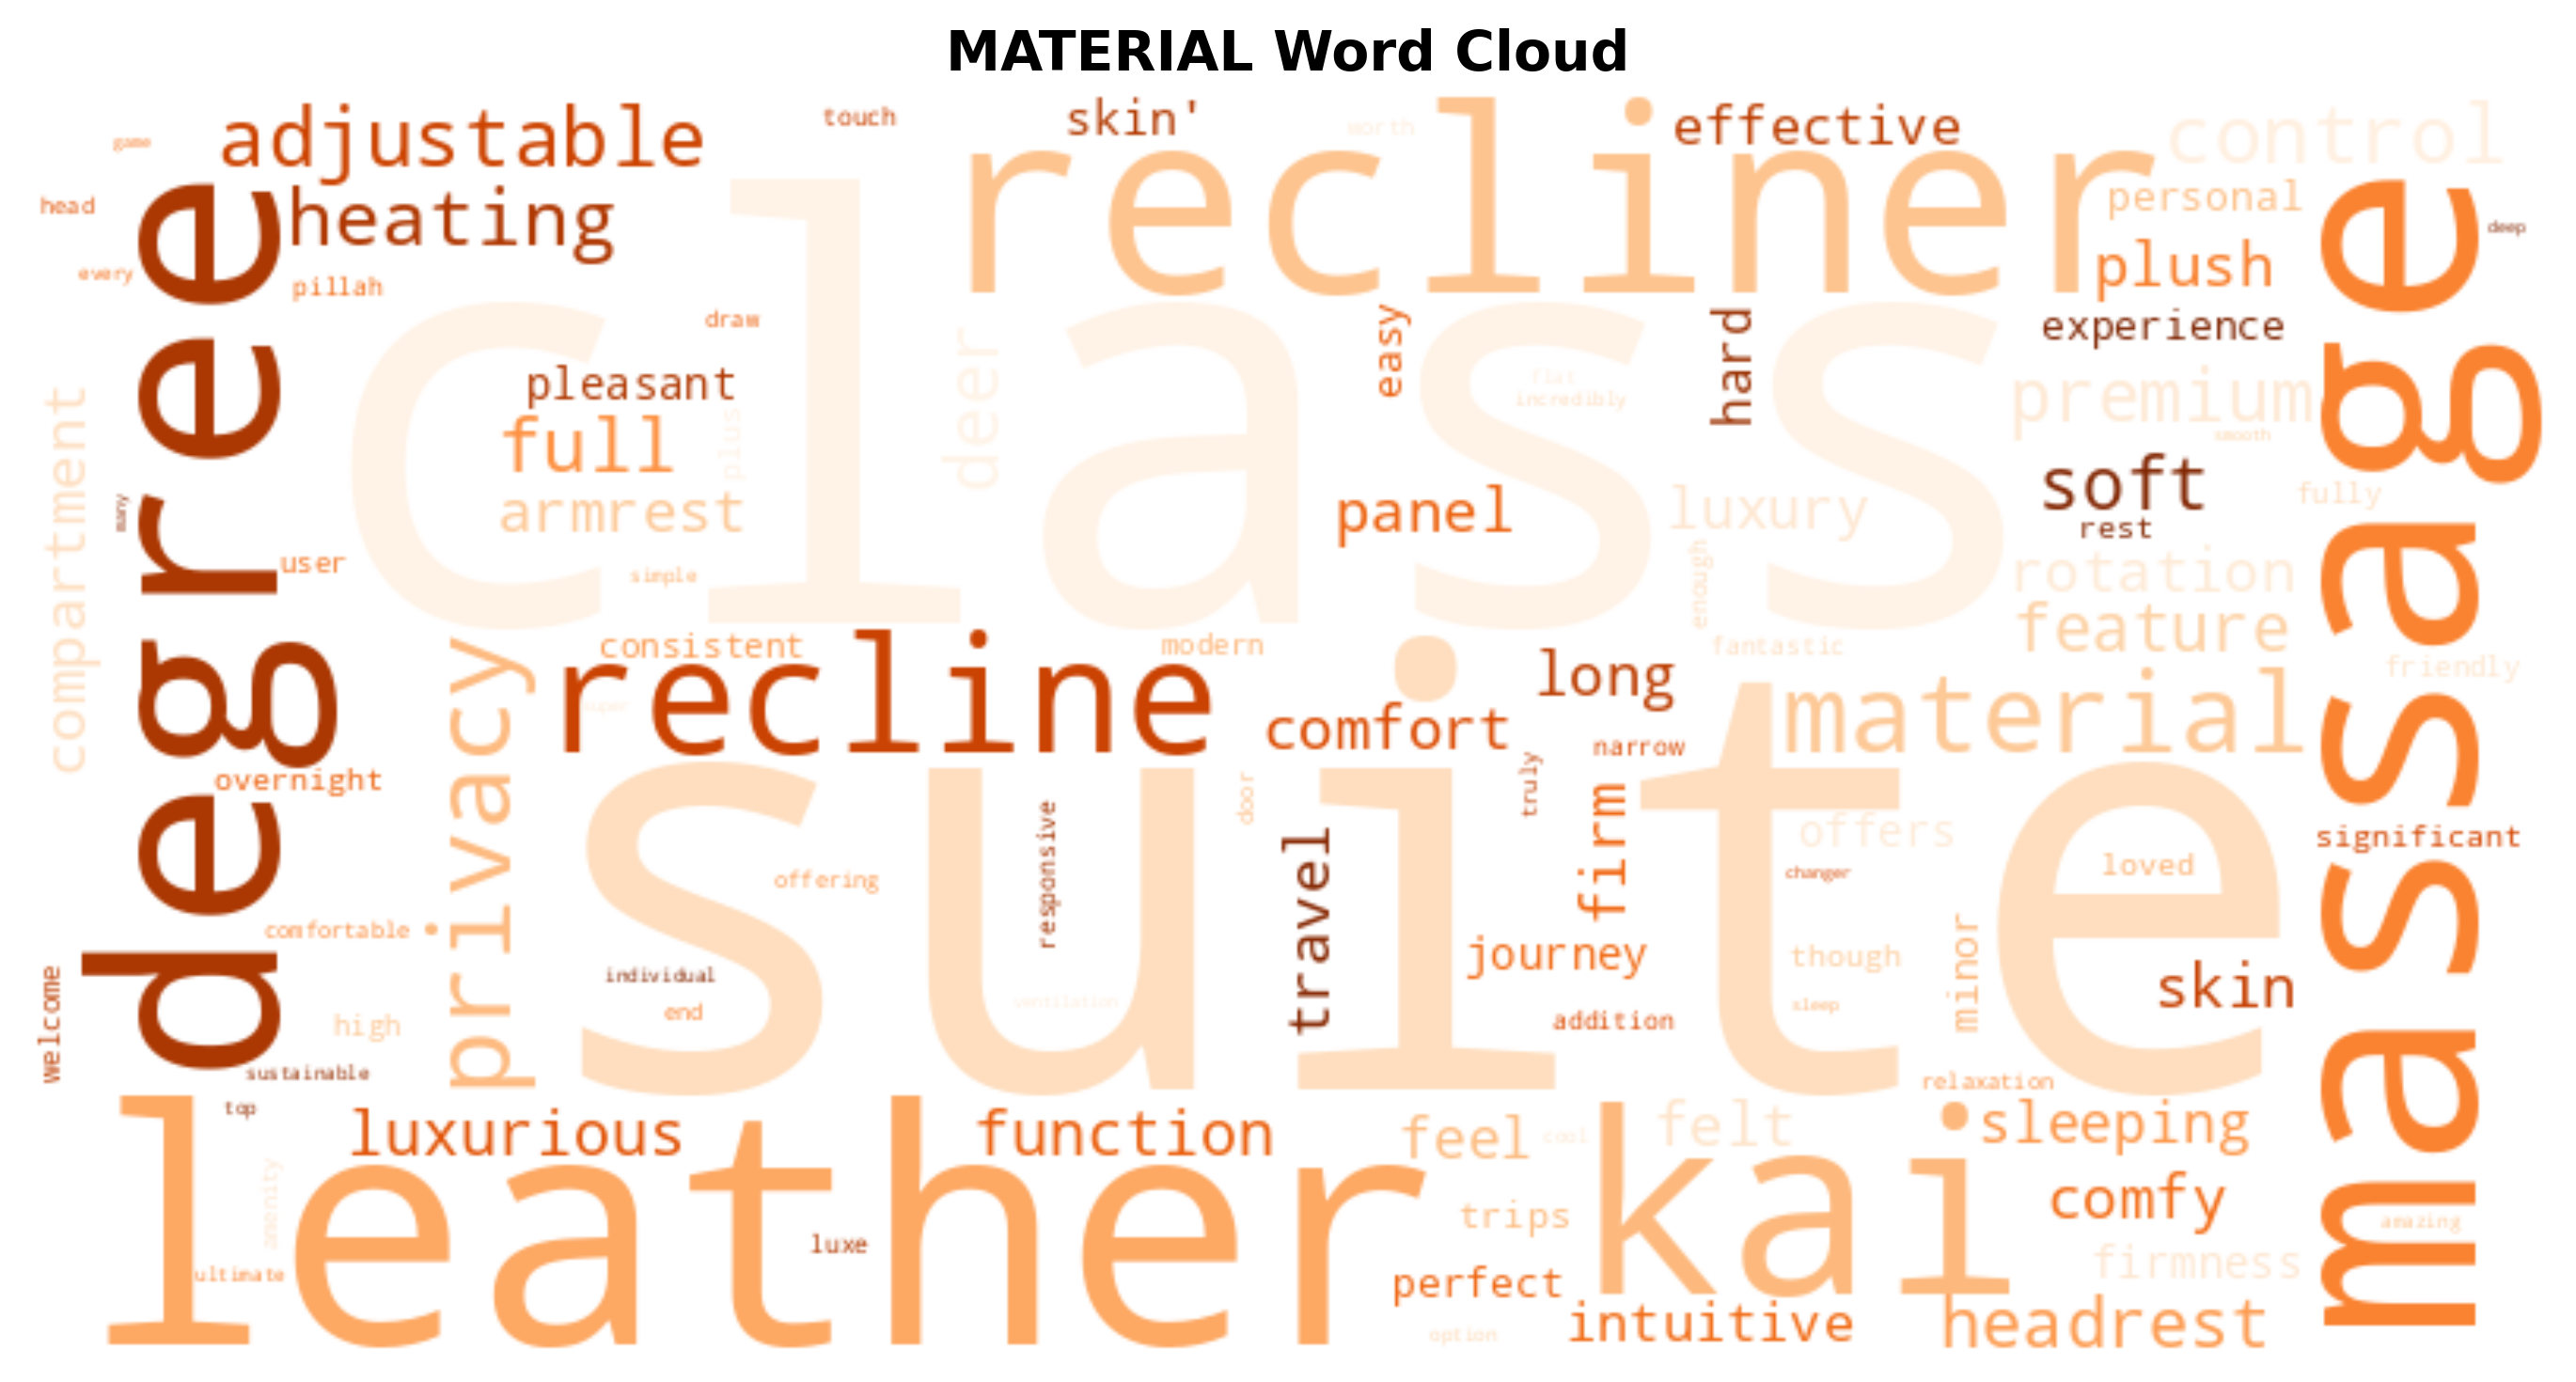 MATERIAL Word Cloud
game
adjustable
touch
skin'
worth
effective
control
head
heating
recliner
personal
deep
every
pillah
plush
draw
class
deer
easy
hard
experience
pleasant
flat
incredibly
premium
compartment
full
plus
smooth
degree
many
armrest
panel
luxury
soft
fully
rest
user
simple
enough
rotation
feature
massage
consistent
modern
fantastic
friendly
privacy
recline
super
long
material
comfort
narrow
overnight
door
truly
firm
offers
significant
responsive
travel
suite
offering
changer
loved
comfortable
journey
though
minor
welcome
individual
skin
high
end
ventilation
addition
sleep
sustainable
relaxation
top
luxurious
function
feel
cool
felt
sleeping
leather
kai
amenity
luxe
trips
comfy
amazing
ultimate
perfect
firmness
option
intuitive
headrest